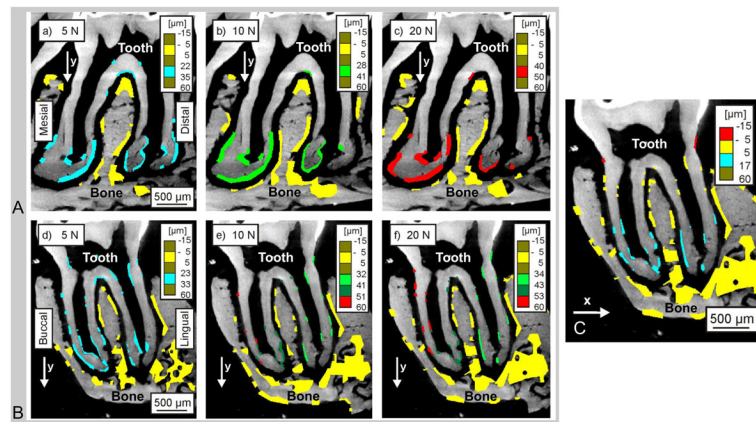 a) 5 N
[µm]
-15
- 5
5
22
35
60
Tooth
y
Mesial
Distal
Bone
500 µm
b) 10 N
[µm]
-15
- 5
5
28
41
60
Tooth
y
Bone
c) 20 N
[µm]
-15
- 5
5
40
50
60
Tooth
y
Bone
A
d) 5 N
[µm]
-15
- 5
5
23
33
60
Tooth
Buccal
Lingual
y
Bone
500 µm
e) 10 N
[µm]
-15
- 5
5
32
41
51
60
Tooth
y
Bone
f) 20 N
[µm]
-15
- 5
5
34
43
53
60
Tooth
y
Bone
B
[µm]
-15
- 5
5
17
60
Tooth
x
Bone
500 µm
C